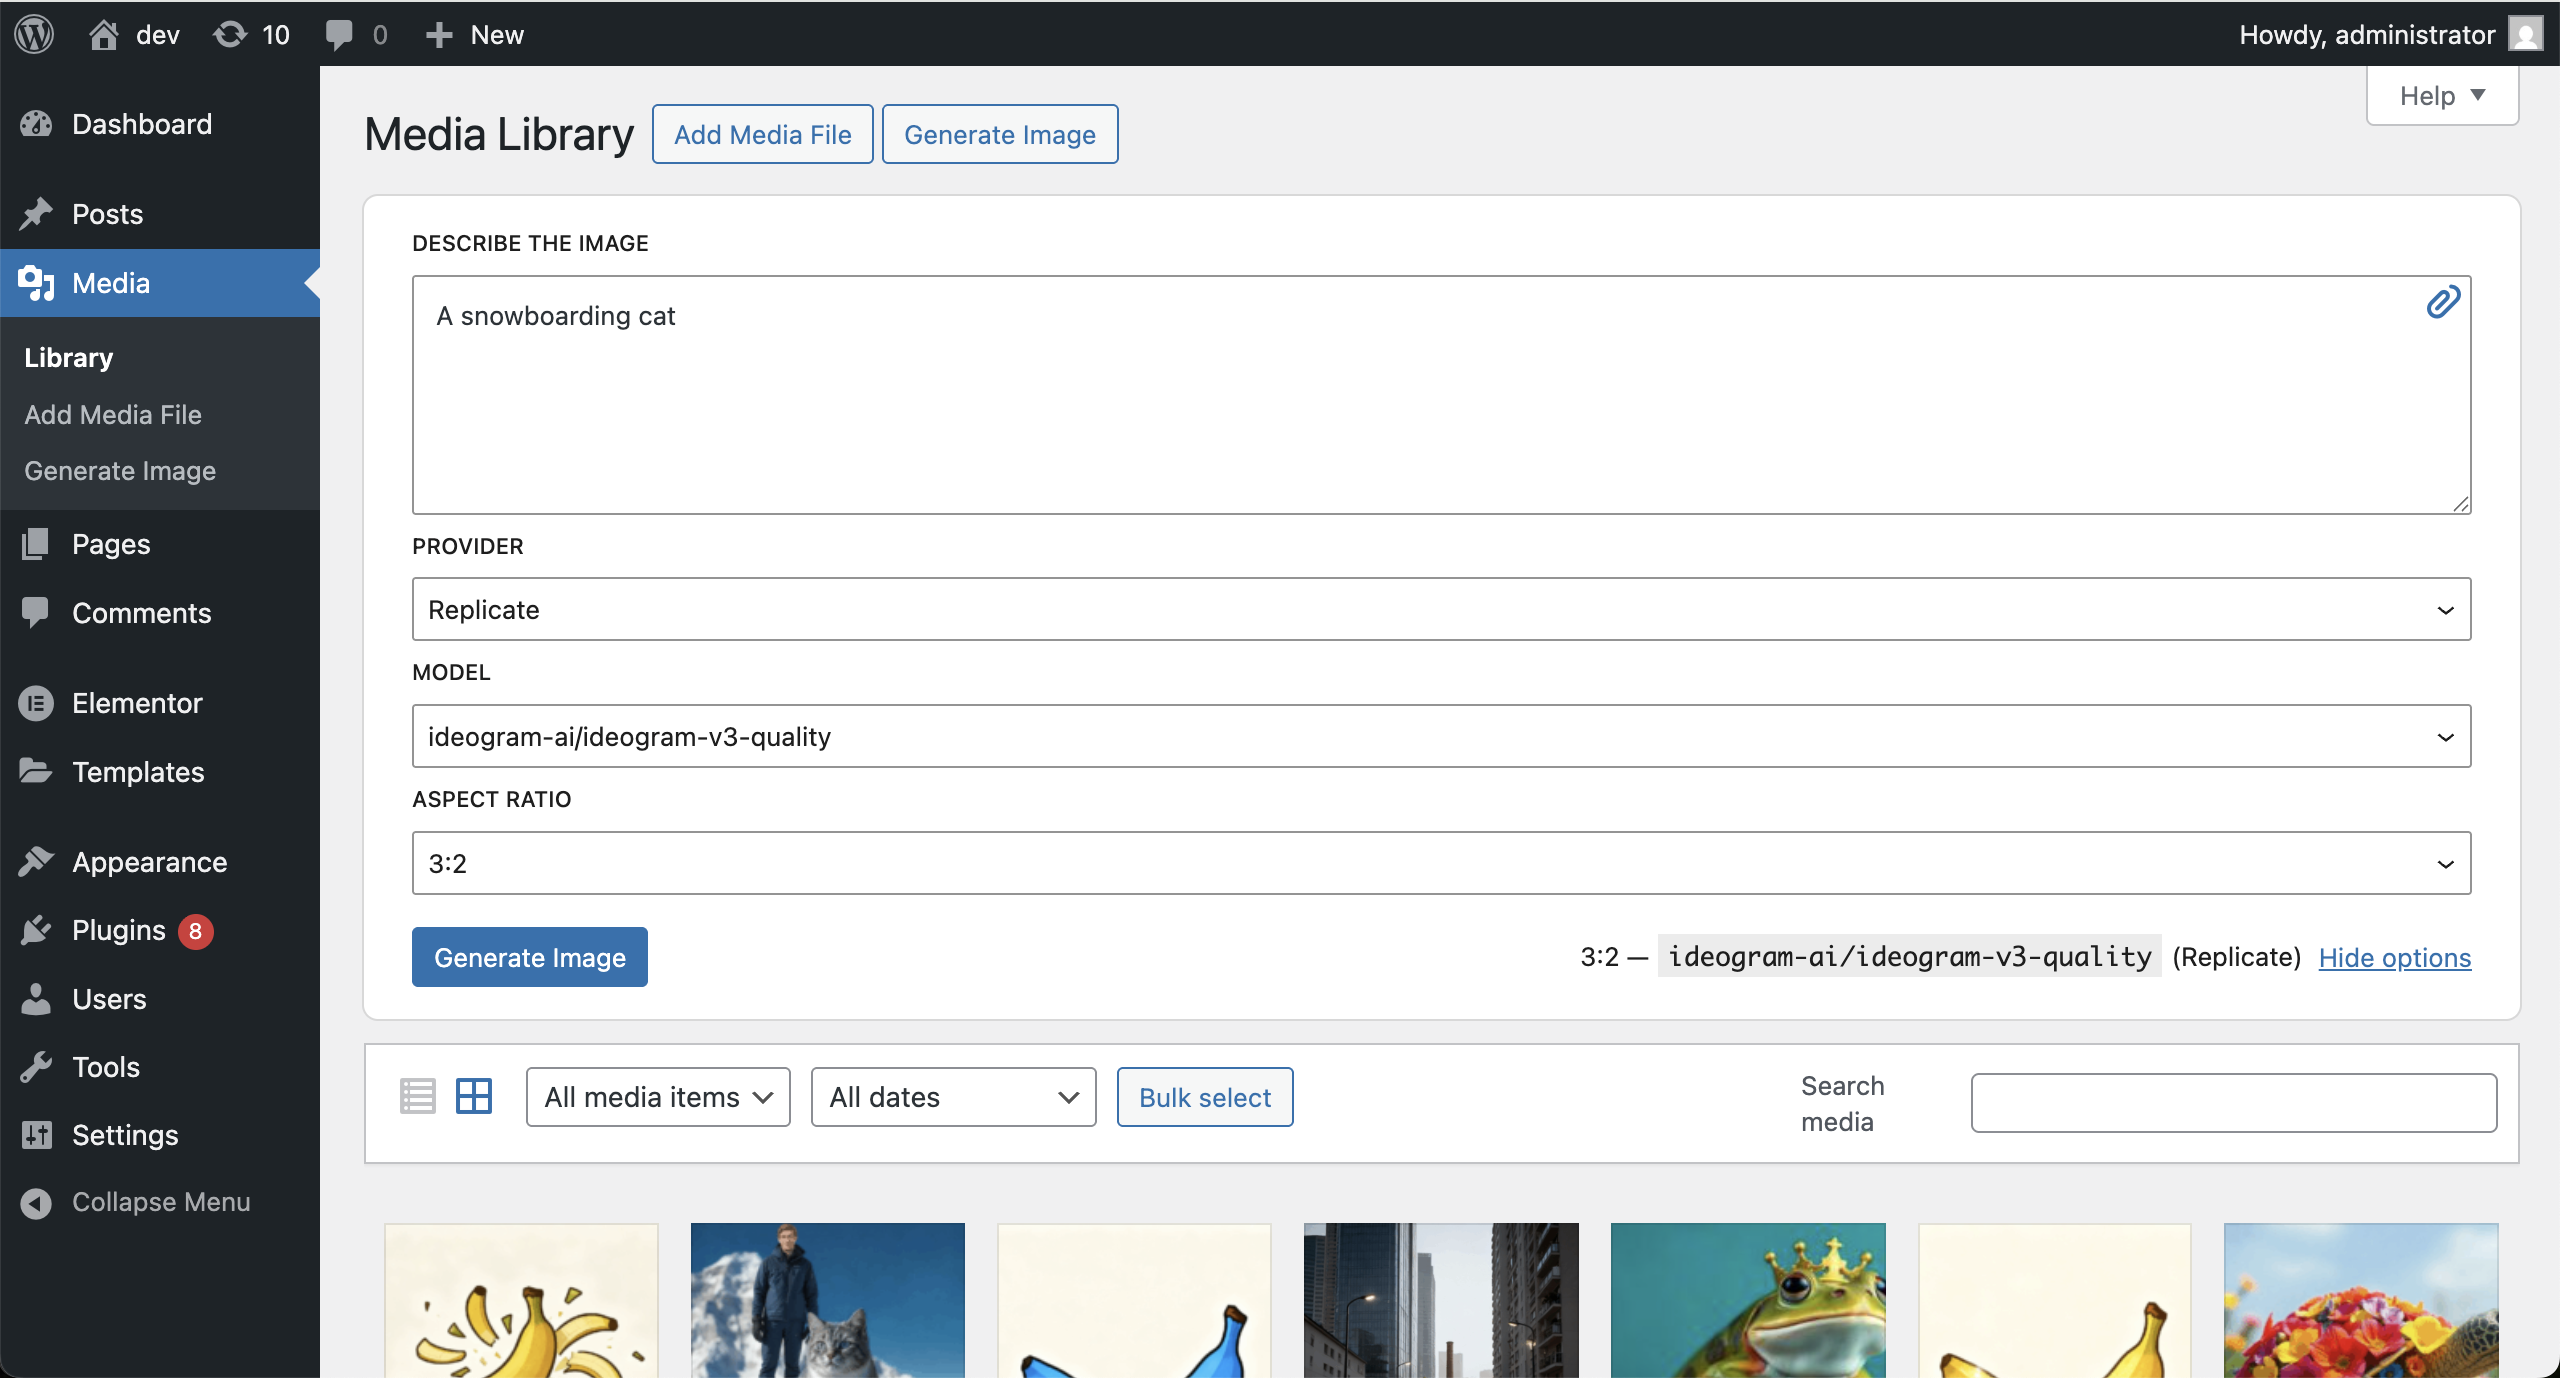 dev
10
0
New
Howdy, administrator
Dashboard
Posts
Media
Library
Add Media File
Generate Image
Pages
Comments
Elementor
Templates
Appearance
Plugins 8
Users
Tools
Settings
Collapse Menu
Help
Media Library
Add Media File
Generate Image
DESCRIBE THE IMAGE
A snowboarding cat
PROVIDER
Replicate
MODEL
ideogram-ai/ideogram-v3-quality
ASPECT RATIO
3:2
Generate Image
3:2 — ideogram-ai/ideogram-v3-quality (Replicate) Hide options
All media items
All dates
Bulk select
Search
media